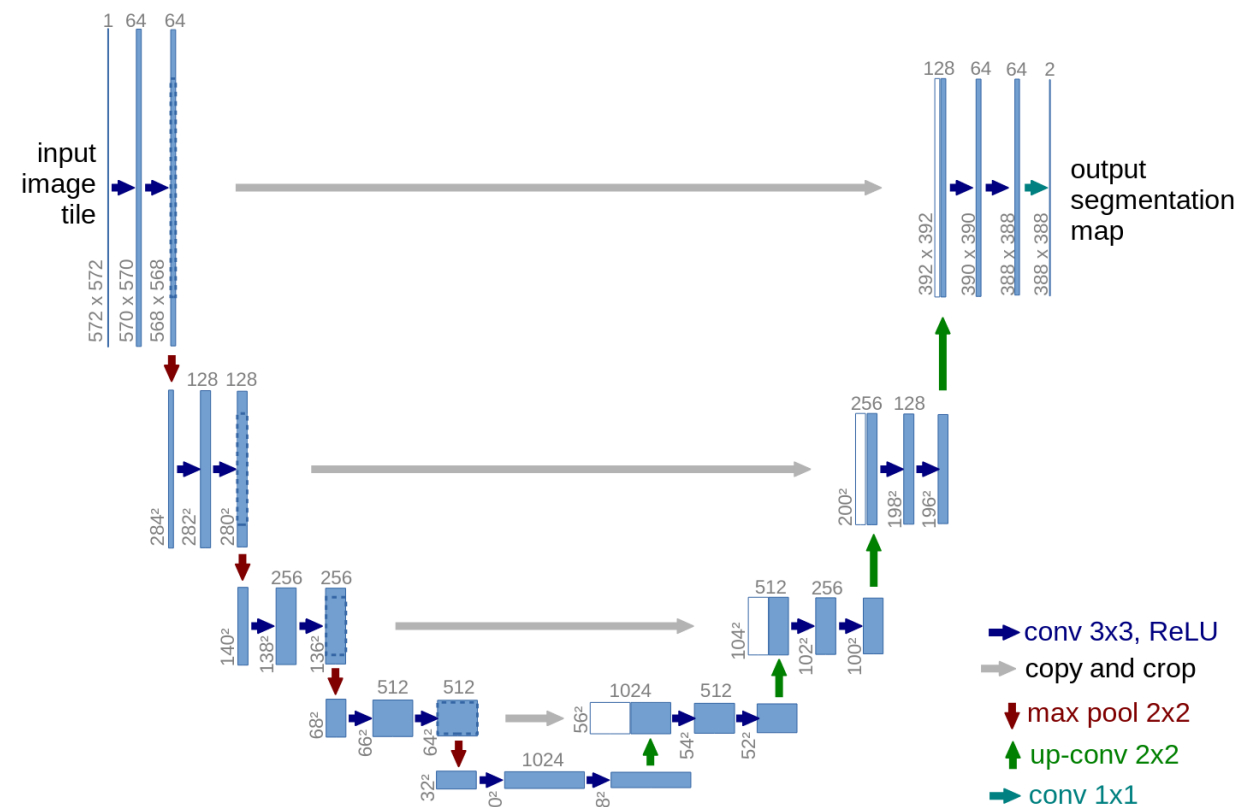 1 64 64
input
image
tile
572 x 572
570 x 570
568 x 568
128 64 64 2
output
segmentation
map
392 x 392
390 x 390
388 x 388
388 x 388
128 128
284²
282²
280²
256 128
200²
198²
196²
256 256
140²
138²
136²
512 256
104²
102²
100²
512 512
68²
66²
64²
1024 512
56²
54²
52²
1024
32²
conv 3x3, ReLU
copy and crop
max pool 2x2
up-conv 2x2
conv 1x1